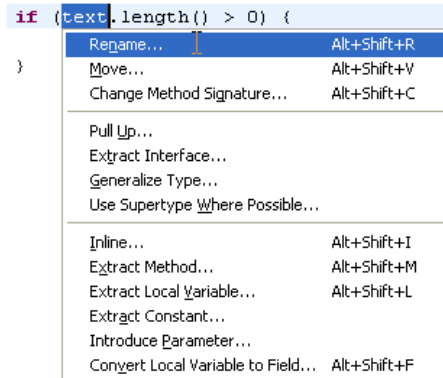 if (text.length() > 0) {
Rename... Alt+Shift+R
} Move... Alt+Shift+V
Change Method Signature... Alt+Shift+C
Pull Up...
Extract Interface...
Generalize Type...
Use Supertype Where Possible...
Inline... Alt+Shift+I
Extract Method... Alt+Shift+M
Extract Local Variable... Alt+Shift+L
Extract Constant...
Introduce Parameter...
Convert Local Variable to Field... Alt+Shift+F